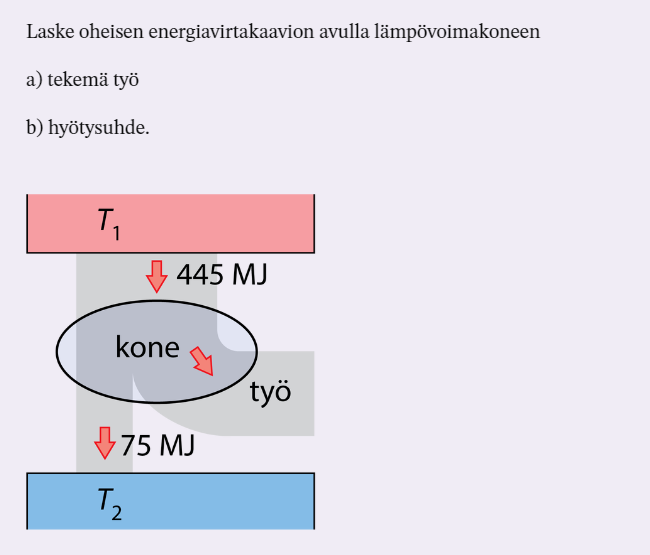 Laske oheisen energiavirtakaavion avulla lämpövoimakoneen
a) tekemä työ
b) hyötysuhde.
T1
445 MJ
kone
työ
75 MJ
T2